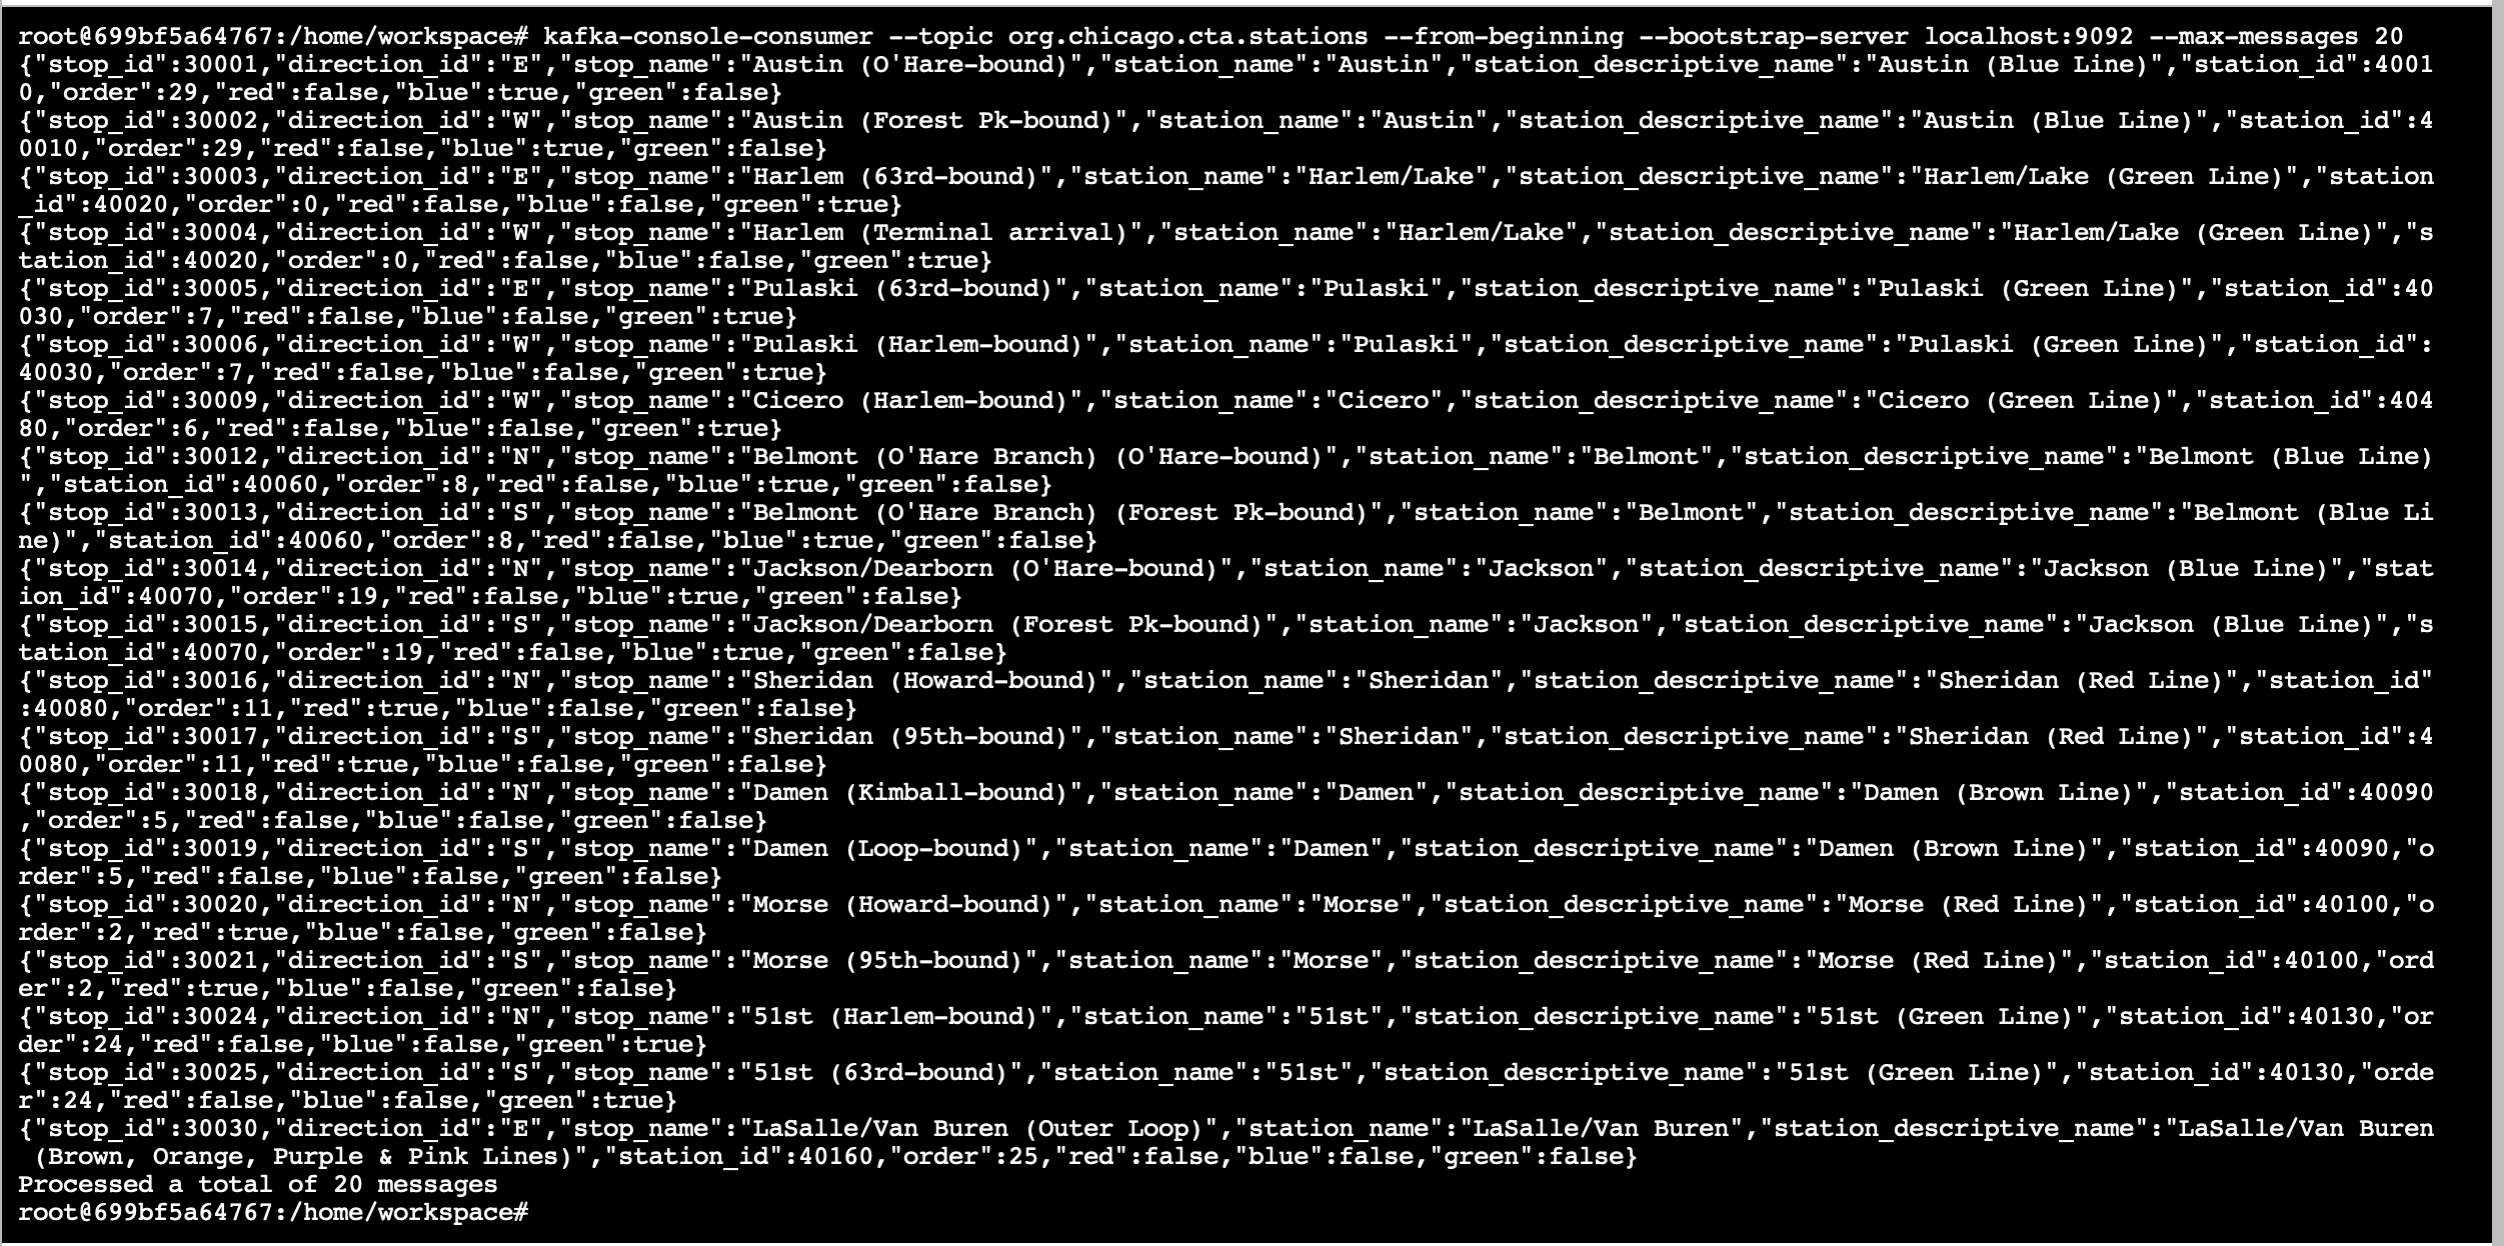 root@699bf5a64767:/home/workspace# kafka-console-consumer --topic org.chicago.cta.stations --from-beginning --bootstrap-server localhost:9092 --max-messages 20
{"stop_id":30001,"direction_id":"E","stop_name":"Austin (O'Hare-bound)","station_name":"Austin","station_descriptive_name":"Austin (Blue Line)","station_id":4001
0,"order":29,"red":false,"blue":true,"green":false}
{"stop_id":30002,"direction_id":"W","stop_name":"Austin (Forest Pk-bound)","station_name":"Austin","station_descriptive_name":"Austin (Blue Line)","station_id":4
0010,"order":29,"red":false,"blue":true,"green":false}
{"stop_id":30003,"direction_id":"E","stop_name":"Harlem (63rd-bound)","station_name":"Harlem/Lake","station_descriptive_name":"Harlem/Lake (Green Line)","station
_id":40020,"order":0,"red":false,"blue":false,"green":true}
{"stop_id":30004,"direction_id":"W","stop_name":"Harlem (Terminal arrival)","station_name":"Harlem/Lake","station_descriptive_name":"Harlem/Lake (Green Line)","s
tation_id":40020,"order":0,"red":false,"blue":false,"green":true}
{"stop_id":30005,"direction_id":"E","stop_name":"Pulaski (63rd-bound)","station_name":"Pulaski","station_descriptive_name":"Pulaski (Green Line)","station_id":40
030,"order":7,"red":false,"blue":false,"green":true}
{"stop_id":30006,"direction_id":"W","stop_name":"Pulaski (Harlem-bound)","station_name":"Pulaski","station_descriptive_name":"Pulaski (Green Line)","station_id":
40030,"order":7,"red":false,"blue":false,"green":true}
{"stop_id":30009,"direction_id":"W","stop_name":"Cicero (Harlem-bound)","station_name":"Cicero","station_descriptive_name":"Cicero (Green Line)","station_id":404
80,"order":6,"red":false,"blue":false,"green":true}
{"stop_id":30012,"direction_id":"N","stop_name":"Belmont (O'Hare Branch) (O'Hare-bound)","station_name":"Belmont","station_descriptive_name":"Belmont (Blue Line)
","station_id":40060,"order":8,"red":false,"blue":true,"green":false}
{"stop_id":30013,"direction_id":"S","stop_name":"Belmont (O'Hare Branch) (Forest Pk-bound)","station_name":"Belmont","station_descriptive_name":"Belmont (Blue Li
ne)","station_id":40060,"order":8,"red":false,"blue":true,"green":false}
{"stop_id":30014,"direction_id":"N","stop_name":"Jackson/Dearborn (O'Hare-bound)","station_name":"Jackson","station_descriptive_name":"Jackson (Blue Line)","stat
ion_id":40070,"order":19,"red":false,"blue":true,"green":false}
{"stop_id":30015,"direction_id":"S","stop_name":"Jackson/Dearborn (Forest Pk-bound)","station_name":"Jackson","station_descriptive_name":"Jackson (Blue Line)","s
tation_id":40070,"order":19,"red":false,"blue":true,"green":false}
{"stop_id":30016,"direction_id":"N","stop_name":"Sheridan (Howard-bound)","station_name":"Sheridan","station_descriptive_name":"Sheridan (Red Line)","station_id"
:40080,"order":11,"red":true,"blue":false,"green":false}
{"stop_id":30017,"direction_id":"S","stop_name":"Sheridan (95th-bound)","station_name":"Sheridan","station_descriptive_name":"Sheridan (Red Line)","station_id":4
0080,"order":11,"red":true,"blue":false,"green":false}
{"stop_id":30018,"direction_id":"N","stop_name":"Damen (Kimball-bound)","station_name":"Damen","station_descriptive_name":"Damen (Brown Line)","station_id":40090
,"order":5,"red":false,"blue":false,"green":false}
{"stop_id":30019,"direction_id":"S","stop_name":"Damen (Loop-bound)","station_name":"Damen","station_descriptive_name":"Damen (Brown Line)","station_id":40090,"o
rder":5,"red":false,"blue":false,"green":false}
{"stop_id":30020,"direction_id":"N","stop_name":"Morse (Howard-bound)","station_name":"Morse","station_descriptive_name":"Morse (Red Line)","station_id":40100,"o
rder":2,"red":true,"blue":false,"green":false}
{"stop_id":30021,"direction_id":"S","stop_name":"Morse (95th-bound)","station_name":"Morse","station_descriptive_name":"Morse (Red Line)","station_id":40100,"ord
er":2,"red":true,"blue":false,"green":false}
{"stop_id":30024,"direction_id":"N","stop_name":"51st (Harlem-bound)","station_name":"51st","station_descriptive_name":"51st (Green Line)","station_id":40130,"or
der":24,"red":false,"blue":false,"green":true}
{"stop_id":30025,"direction_id":"S","stop_name":"51st (63rd-bound)","station_name":"51st","station_descriptive_name":"51st (Green Line)","station_id":40130,"orde
r":24,"red":false,"blue":false,"green":true}
{"stop_id":30030,"direction_id":"E","stop_name":"LaSalle/Van Buren (Outer Loop)","station_name":"LaSalle/Van Buren","station_descriptive_name":"LaSalle/Van Buren
 (Brown, Orange, Purple & Pink Lines)","station_id":40160,"order":25,"red":false,"blue":false,"green":false}
Processed a total of 20 messages
root@699bf5a64767:/home/workspace#